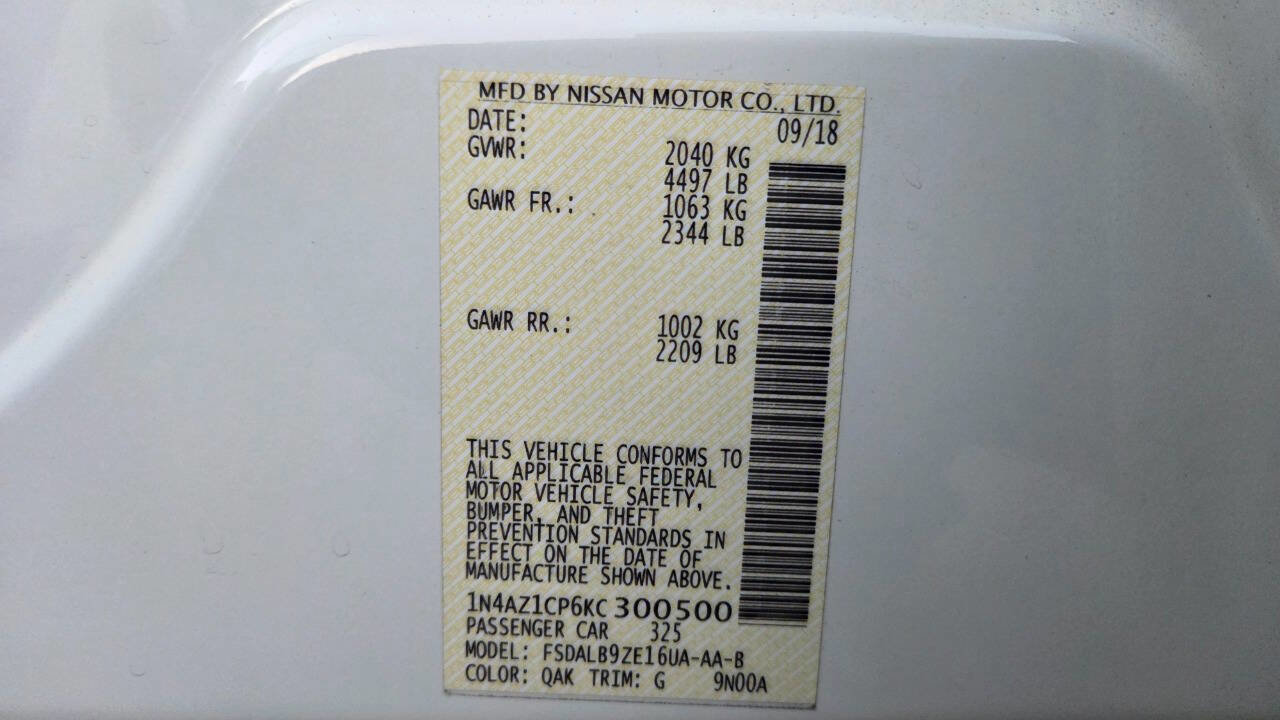 MFD BY NISSAN MOTOR CO., LTD.
DATE: 09/18
GVWR: 2040 KG
4497 LB
GAWR FR.: 1063 KG
2344 LB
GAWR RR.: 1002 KG
2209 LB
THIS VEHICLE CONFORMS TO
ALL APPLICABLE FEDERAL
MOTOR VEHICLE SAFETY,
BUMPER, AND THEFT
PREVENTION STANDARDS IN
EFFECT ON THE DATE OF
MANUFACTURE SHOWN ABOVE.
1N4AZ1CP6KC 300500
PASSENGER CAR 325
MODEL: FSDALB9ZE16UA-AA-B
COLOR: QAK TRIM: G 9N00A